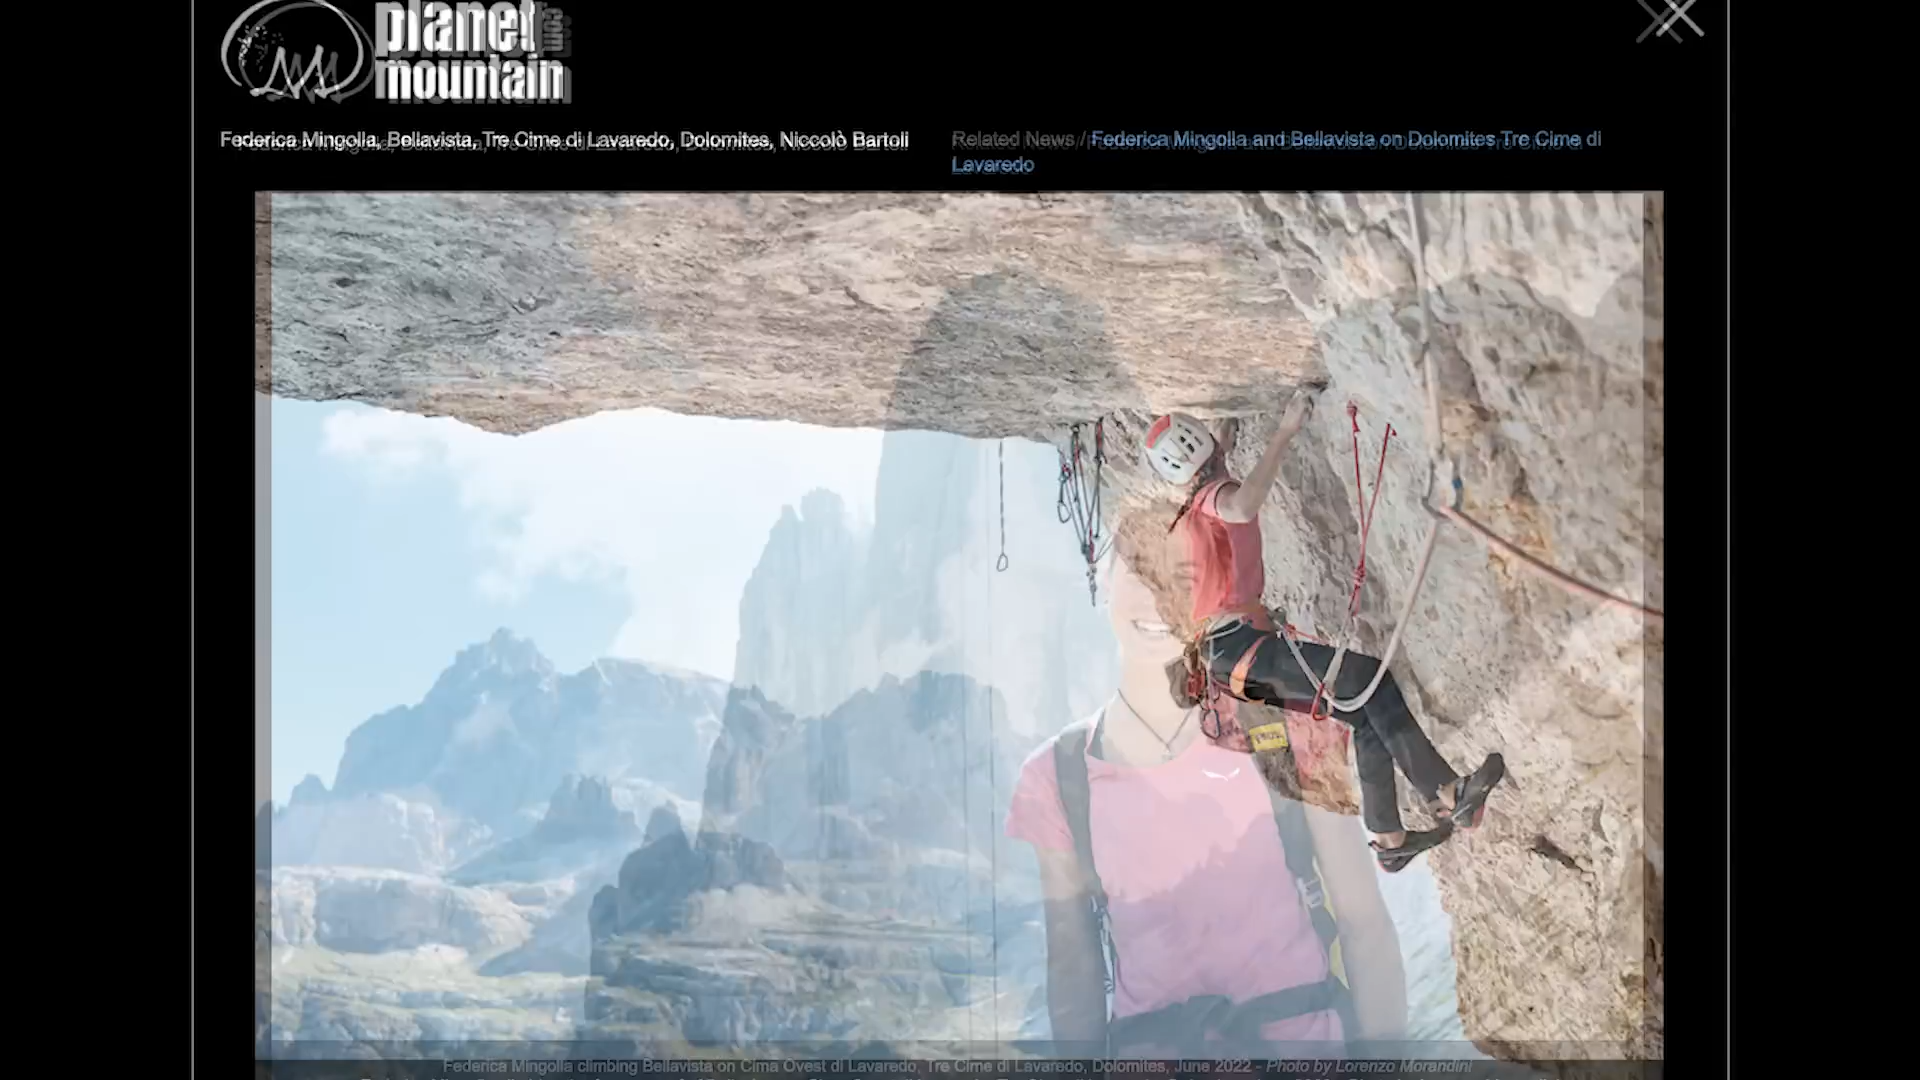 planet
mountain
.com
Federica Mingolla, Bellavista, Tre Cime di Lavaredo, Dolomites, Niccolò Bartoli
Related News / Federica Mingolla and Bellavista on Dolomites Tre Cime di
Lavaredo
Federica Mingolla climbing Bellavista on Cima Ovest di Lavaredo, Tre Cime di Lavaredo, Dolomites, June 2022 - Photo by Lorenzo Morandini